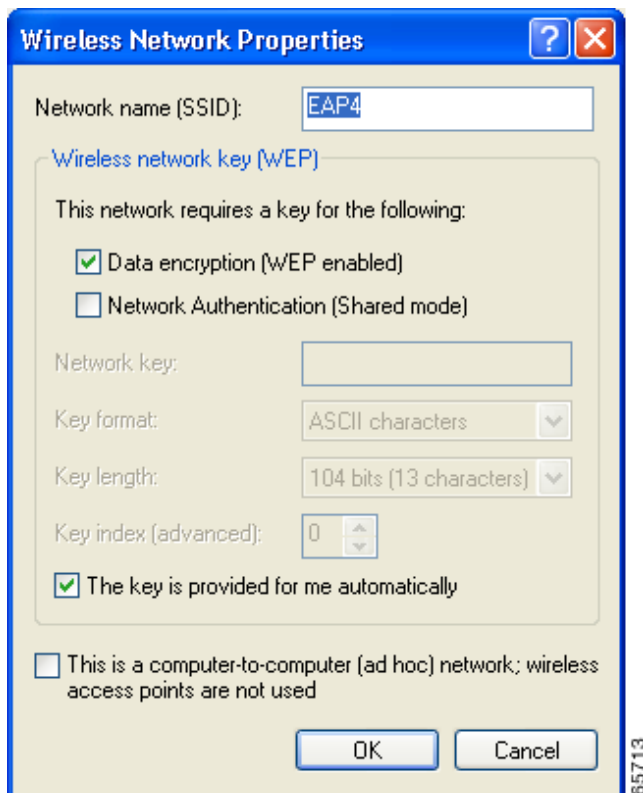 Wireless Network Properties
Network name (SSID): EAP4
Wireless network key (WEP)
This network requires a key for the following:
Data encryption (WEP enabled)
Network Authentication (Shared mode)
Network key:
Key format: ASCII characters
Key length: 104 bits (13 characters)
Key index (advanced): 0
The key is provided for me automatically
This is a computer-to-computer (ad hoc) network; wireless
access points are not used
OK Cancel